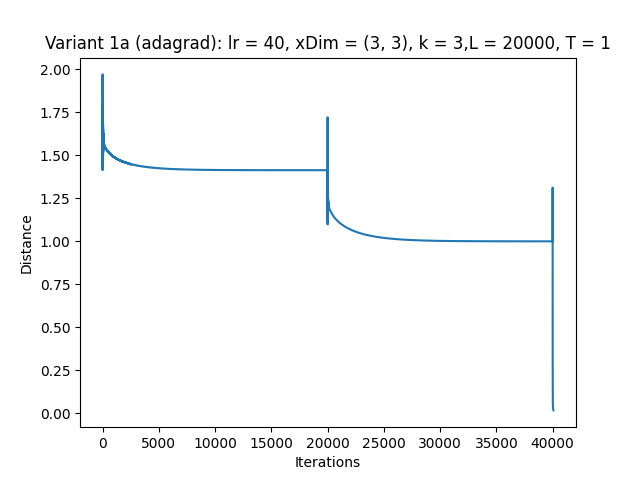 Variant 1a (adagrad): lr = 40, xDim = (3, 3), k = 3,L = 20000, T = 1
2.00
1.75
1.50
1.25
1.00
0.75
0.50
0.25
0.00
Distance
0 5000 10000 15000 20000 25000 30000 35000 40000
Iterations